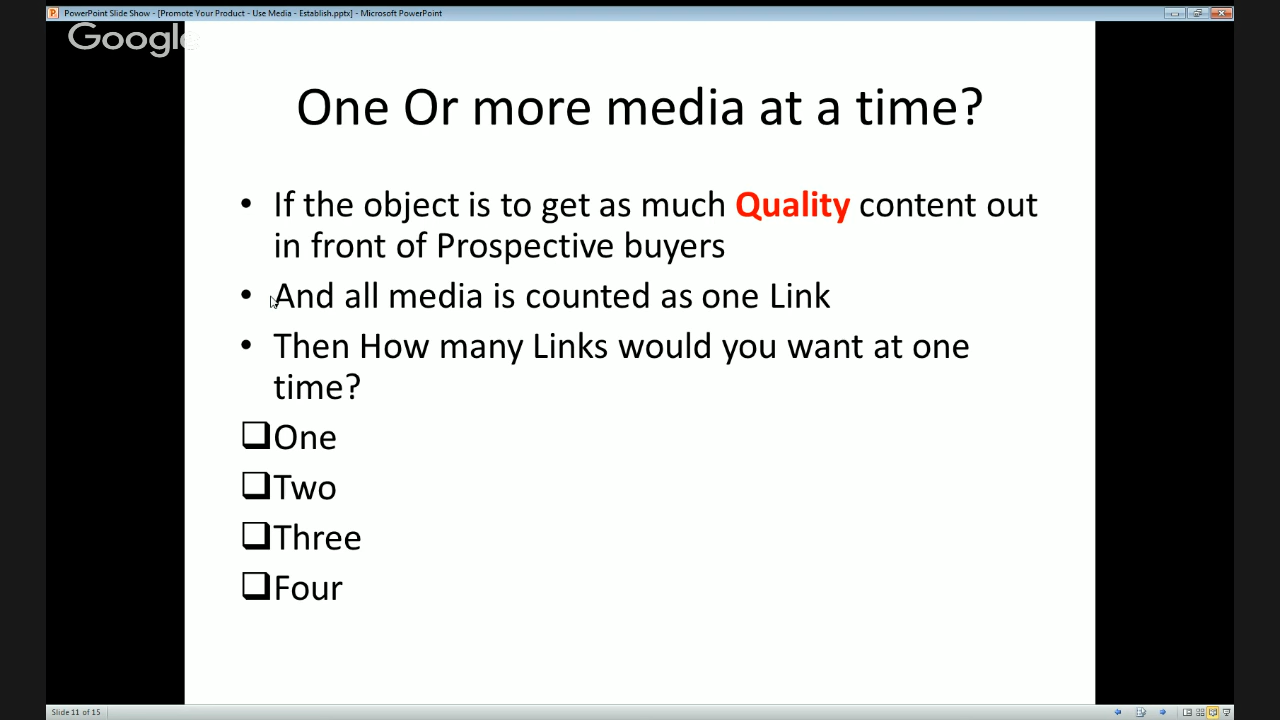 PowerPoint Slide Show - [Promote Your Product - Use Media - Establish.pptx] - Microsoft PowerPoint
Google
One Or more media at a time?
• If the object is to get as much Quality content out
in front of Prospective buyers
• And all media is counted as one Link
• Then How many Links would you want at one
time?
❑One
❑Two
❑Three
❑Four
Slide 11 of 15